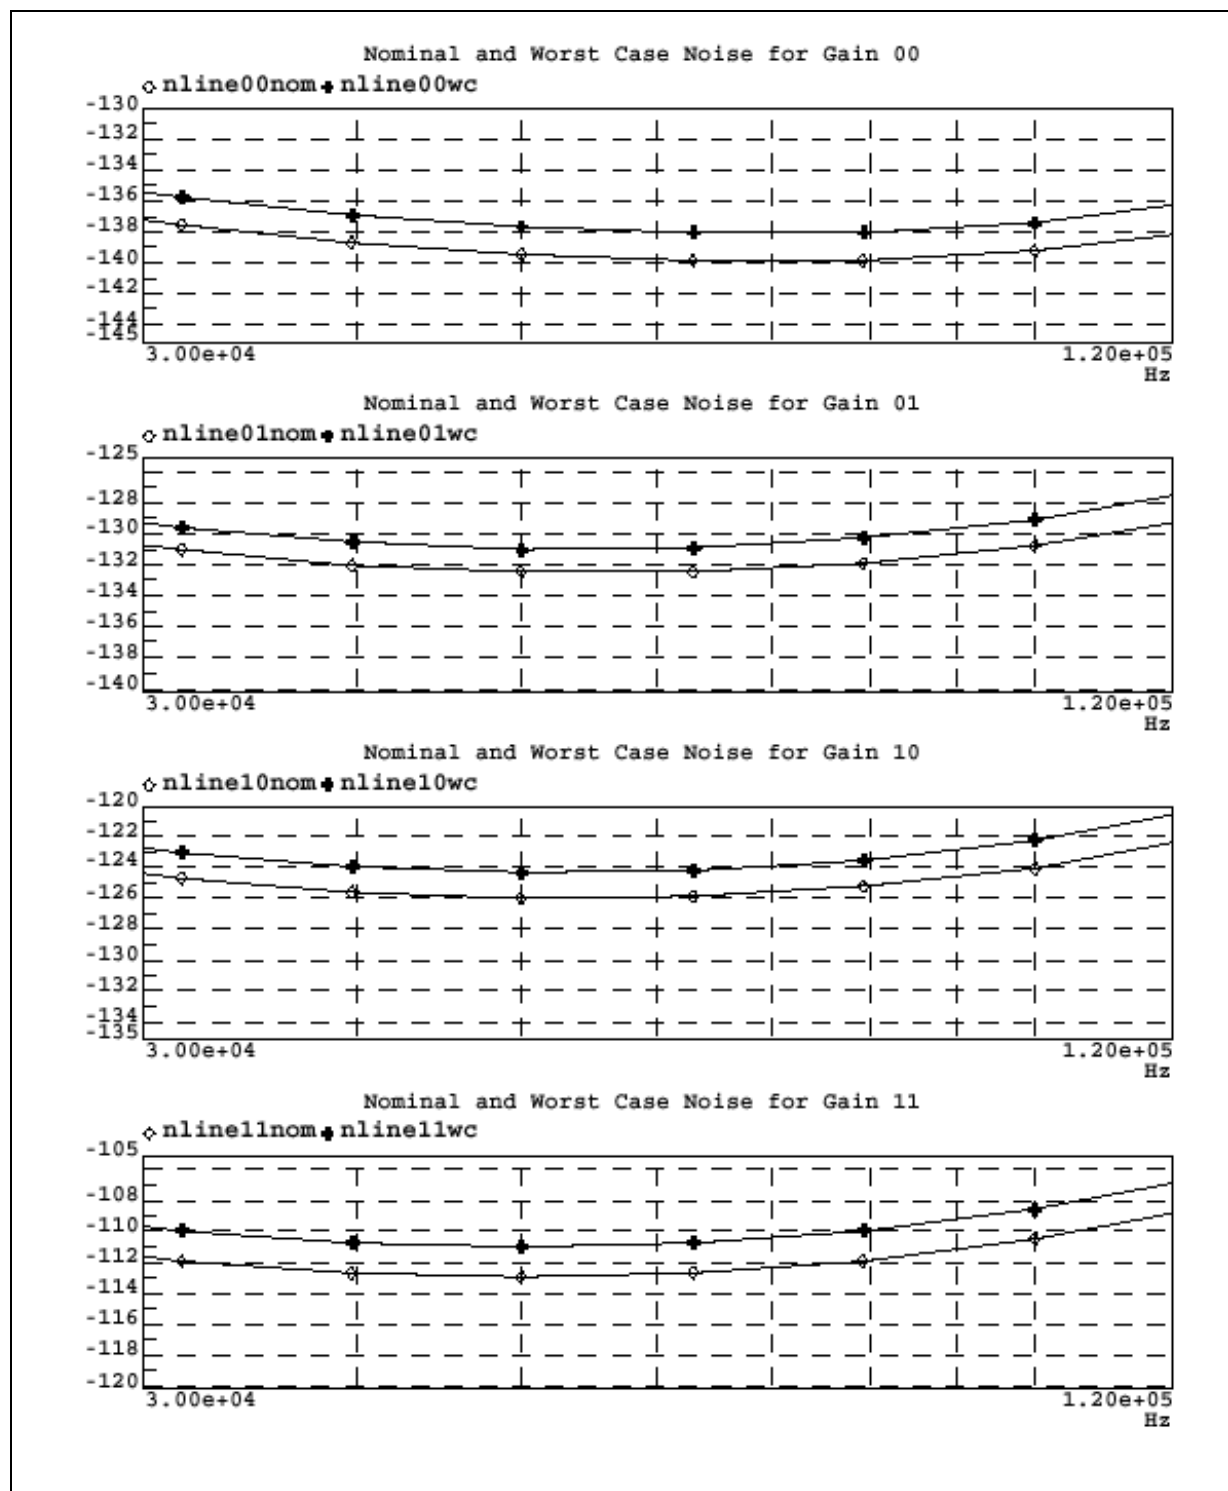 Nominal and Worst Case Noise for Gain 00
nline00nom nline00wc
-130
-132
-134
-136
-138
-140
-142
-144
-145
3.00e+04 1.20e+05
Hz
Nominal and Worst Case Noise for Gain 01
nline01nom nline01wc
-125
-128
-130
-132
-134
-136
-138
-140
3.00e+04 1.20e+05
Hz
Nominal and Worst Case Noise for Gain 10
nline10nom nline10wc
-120
-122
-124
-126
-128
-130
-132
-134
-135
3.00e+04 1.20e+05
Hz
Nominal and Worst Case Noise for Gain 11
nline11nom nline11wc
-105
-108
-110
-112
-114
-116
-118
-120
3.00e+04 1.20e+05
Hz